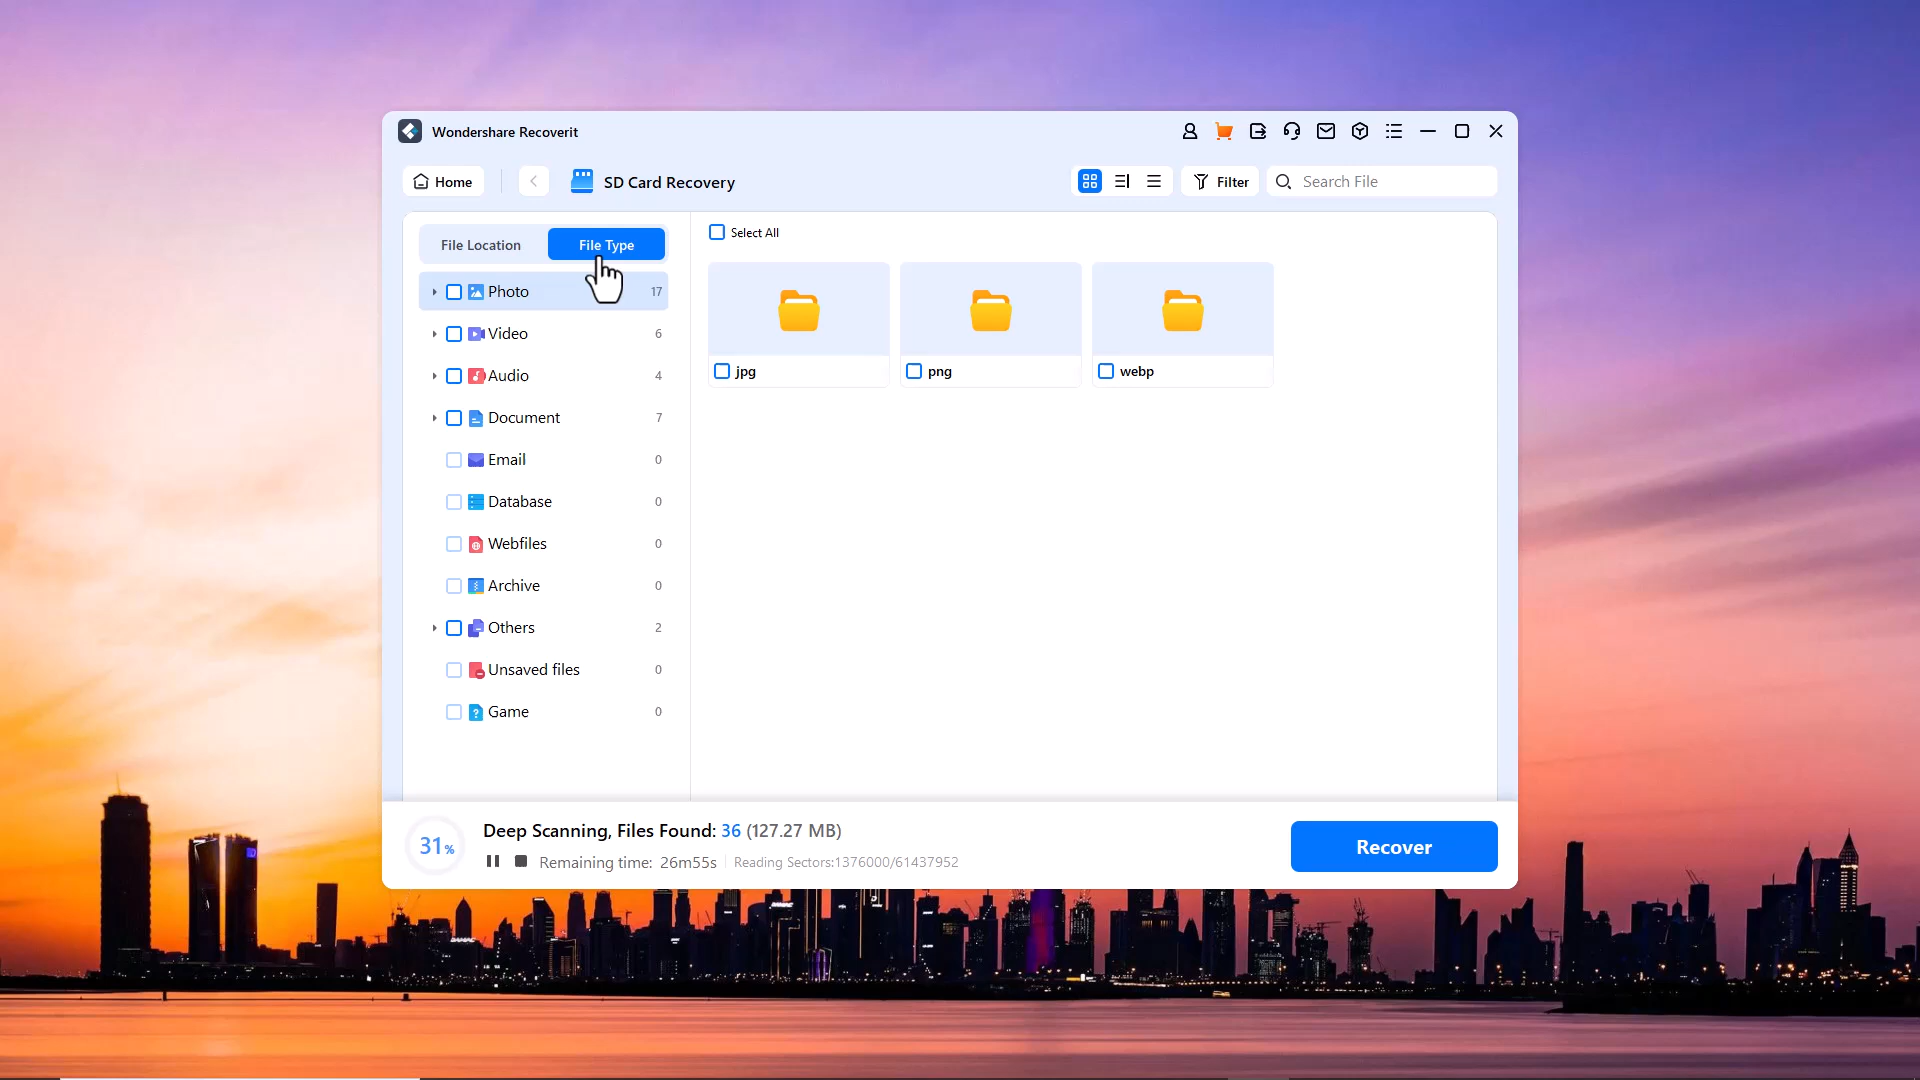 Wondershare Recoverit
Home
SD Card Recovery
Filter
Search File
File Location
File Type
Photo 17
Video 6
Audio 4
Document 7
Email 0
Database 0
Webfiles 0
Archive 0
Others 2
Unsaved files 0
Game 0
Select All
jpg
png
webp
31%
Deep Scanning, Files Found: 36 (127.27 MB)
Remaining time: 26m55s
Reading Sectors:1376000/61437952
Recover